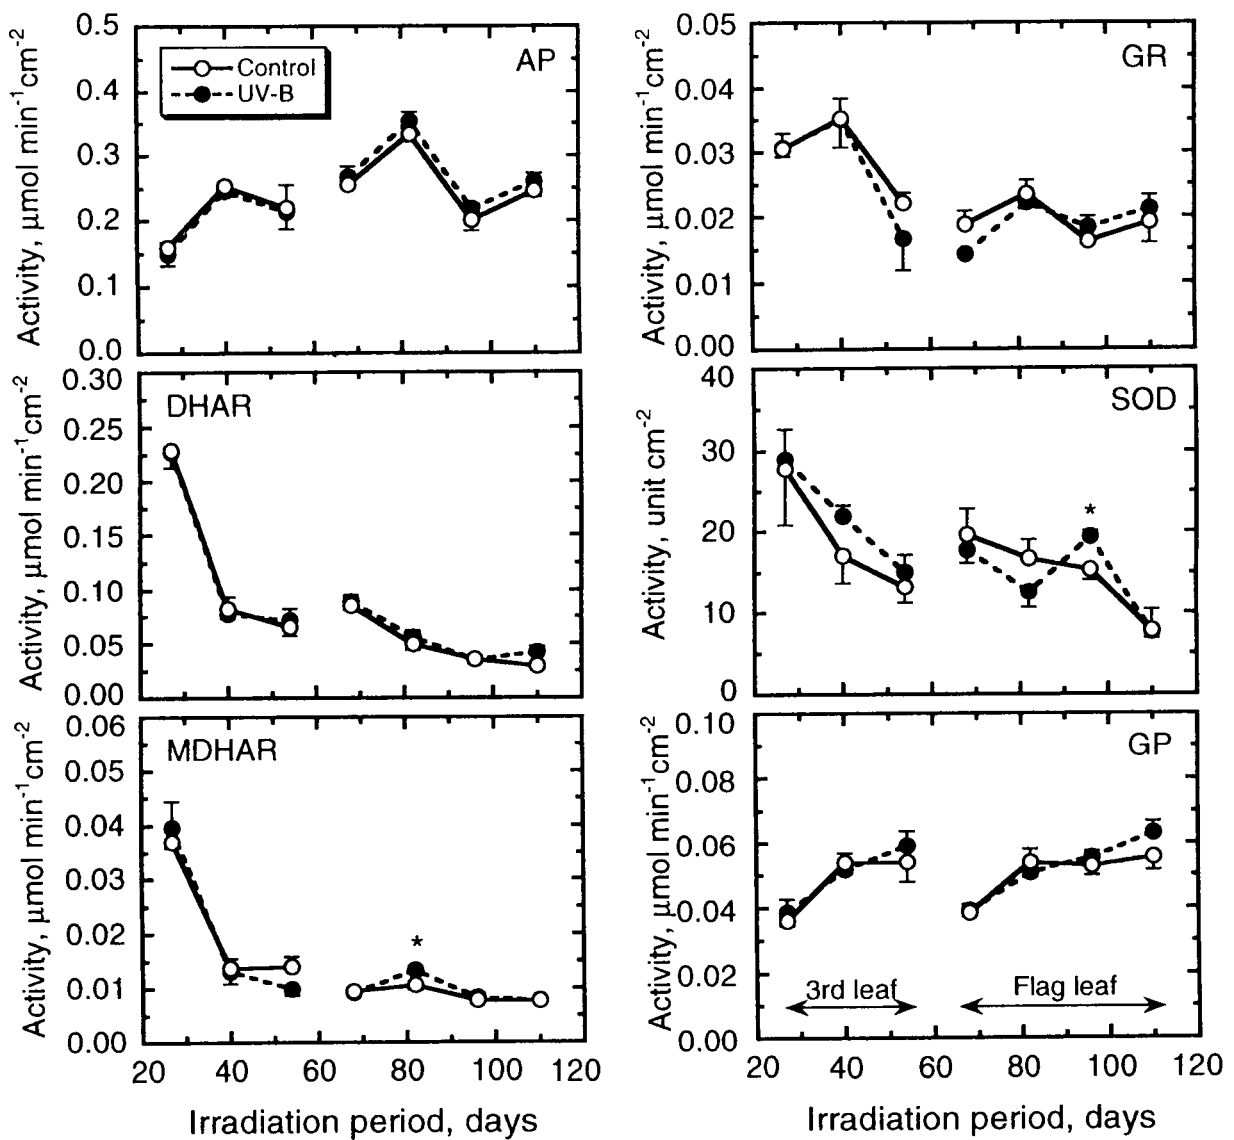 AP
Control
UV-B
Activity, μmol min⁻¹cm⁻²
0.5
0.4
0.3
0.2
0.1
0.0
GR
Activity, μmol min⁻¹cm⁻²
0.05
0.04
0.03
0.02
0.01
0.00
DHAR
Activity, μmol min⁻¹cm⁻²
0.30
0.25
0.20
0.15
0.10
0.05
0.00
SOD
*
Activity, unit cm⁻²
40
30
20
10
0
MDHAR
*
Activity, μmol min⁻¹cm⁻²
0.06
0.05
0.04
0.03
0.02
0.01
0.00
20 40 60 80 100 120
Irradiation period, days
GP
Activity, μmol min⁻¹cm⁻²
0.10
0.08
0.06
0.04
0.02
0.00
3rd leaf Flag leaf
20 40 60 80 100 120
Irradiation period, days